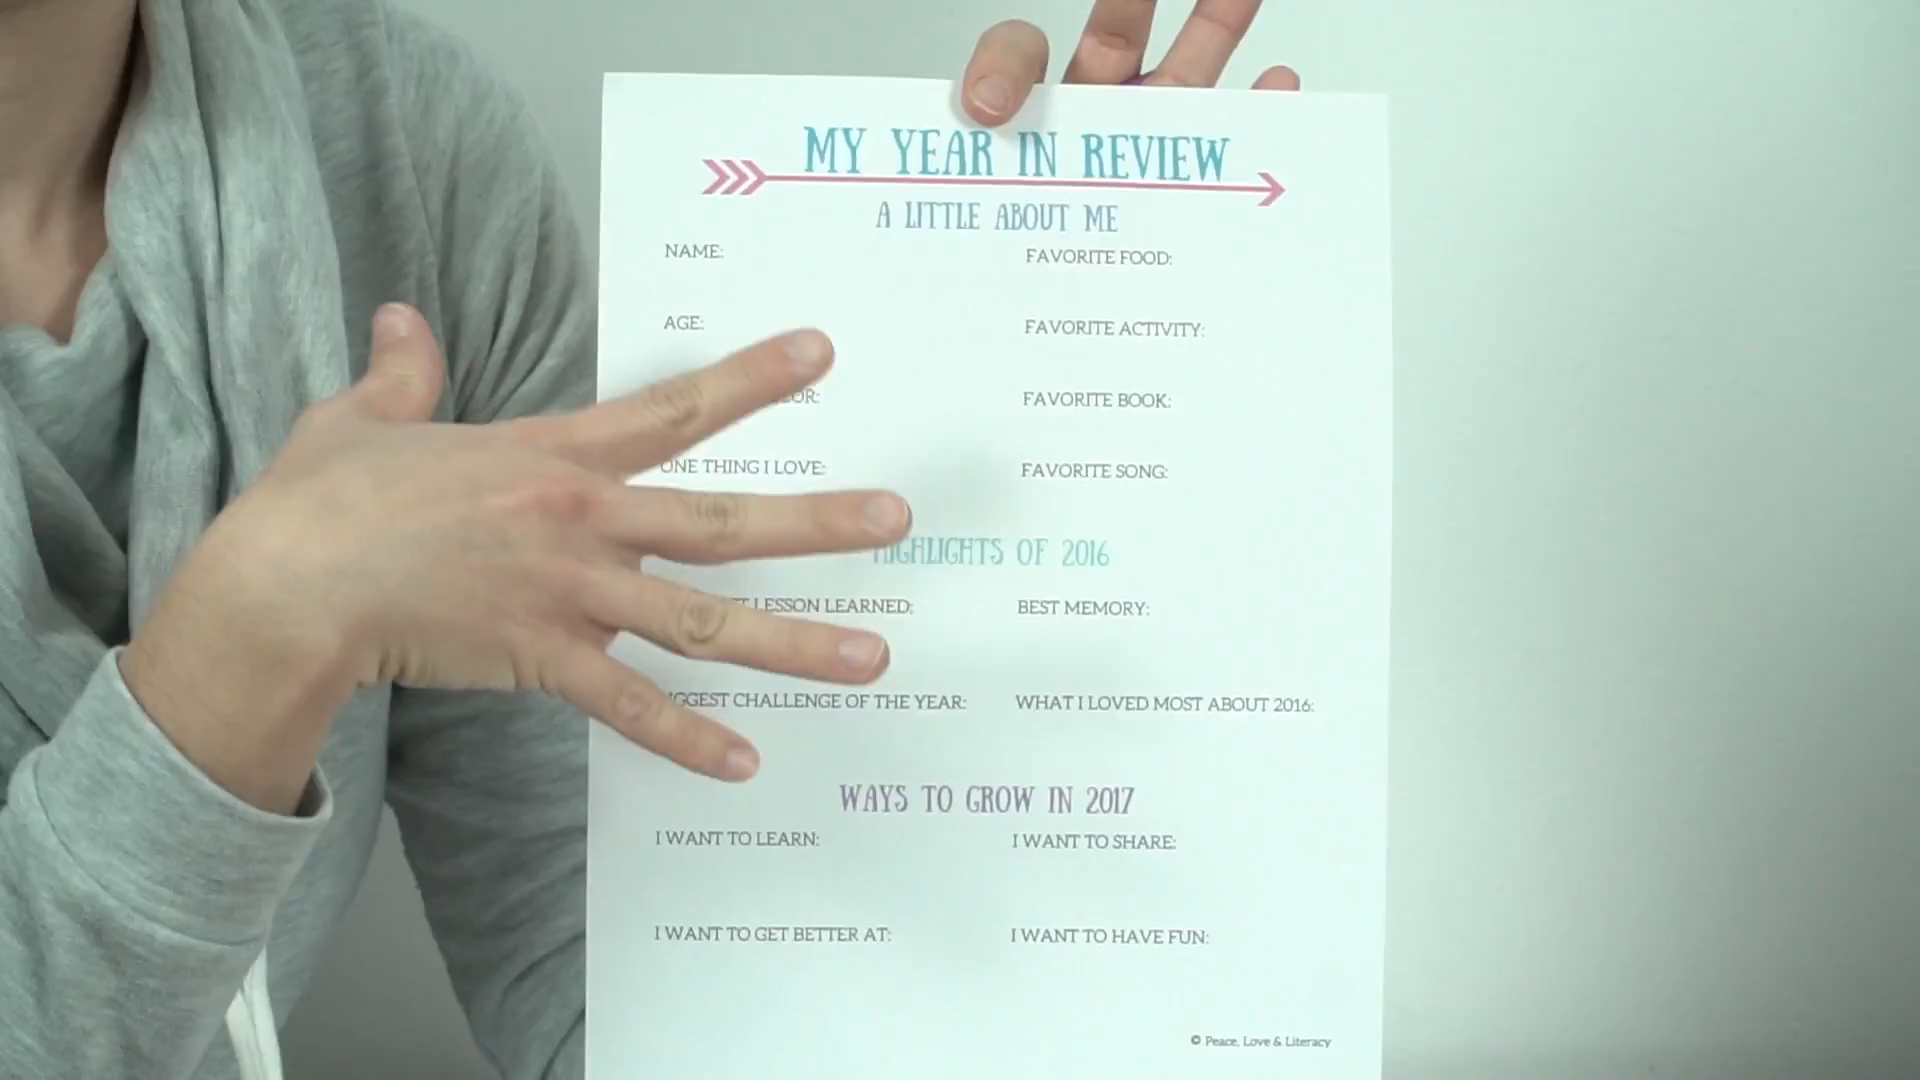 MY YEAR IN REVIEW
A LITTLE ABOUT ME
NAME:
FAVORITE FOOD:
AGE:
FAVORITE ACTIVITY:
FAVORITE BOOK:
ONE THING I LOVE:
FAVORITE SONG:
HIGHLIGHTS OF 2016
LESSON LEARNED:
BEST MEMORY:
CHALLENGE OF THE YEAR:
WHAT I LOVED MOST ABOUT 2016:
WAYS TO GROW IN 2017
I WANT TO LEARN:
I WANT TO SHARE:
I WANT TO GET BETTER AT:
I WANT TO HAVE FUN:
© Peace, Love & Literacy